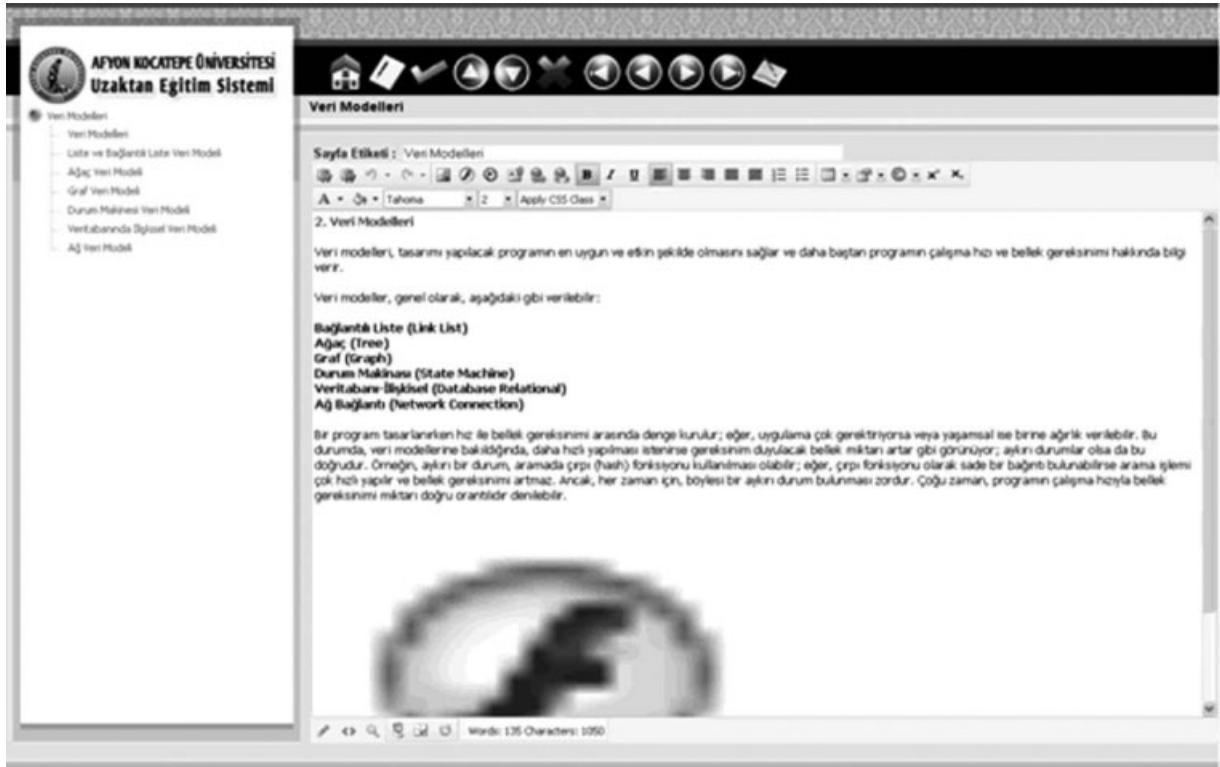 AFYON KOCATEPE ÜNİVERSİTESİ
Uzaktan Eğitim Sistemi
Veri Modelleri
Veri Modelleri
Liste ve Bağlantılı Liste Veri Modeli
Ağaç Veri Modeli
Graf Veri Modeli
Durum Makinesi Veri Modeli
Veritabanında İlişkisel Veri Modeli
Ağ Veri Modeli
Veri Modelleri
Sayfa Etiketi : Veri Modelleri
B I U
A Tahoma 2 Apply CSS Class
2. Veri Modelleri
Veri modelleri, tasarımı yapılacak programın en uygun ve etkin şekilde olmasını sağlar ve daha baştan programın çalışma hızı ve bellek gereksinimi hakkında bilgi
verir.
Veri modeller, genel olarak, aşağıdaki gibi verilebilir:
Bağlantılı Liste (Link List)
Ağaç (Tree)
Graf (Graph)
Durum Makinası (State Machine)
Veritabanı-İlişkisel (Database Relational)
Ağ Bağlantı (Network Connection)
Bir program tasarlanırken hız ile bellek gereksinimi arasında denge kurulur; eğer, uygulama çok gerektiriyorsa veya yaşamsal ise birine ağırlık verilebilir. Bu
durumda, veri modellerine bakıldığında, daha hızlı yapılması istenirse gereksinim duyulacak bellek miktarı artar gibi görünüyor; aykırı durumlar olsa da bu
doğrudur. Örneğin, aykırı bir durum, aramada çırpı (hash) fonksiyonu kullanılması olabilir; eğer, çırpı fonksiyonu olarak sade bir bağıntı bulunabilirse arama işlemi
çok hızlı yapılır ve bellek gereksinimi artmaz. Ancak, her zaman için, böylesi bir aykırı durum bulunması zordur. Çoğu zaman, programın çalışma hızıyla bellek
gereksinimi miktarı doğru orantılıdır denilebilir.
Words: 135 Characters: 1050